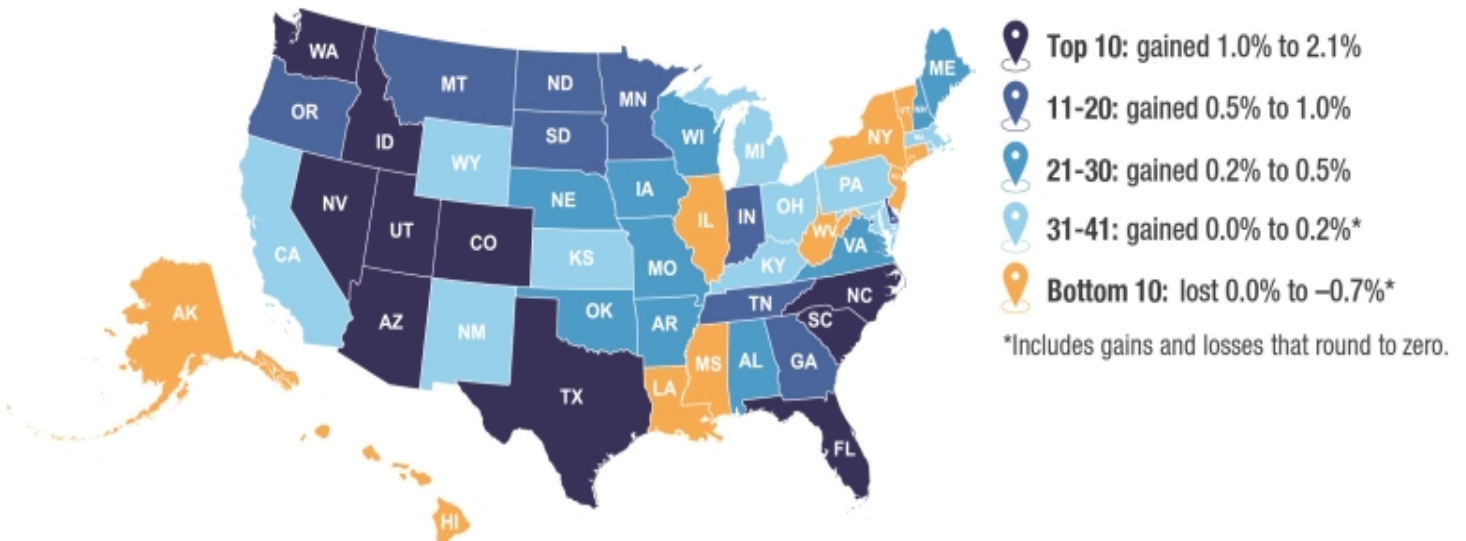 WA
MT
ND
MN
ME
OR
ID
SD
WI
VT
NH
NY
MA
WY
MI
IA
PA
NE
NV
UT
CO
IL
IN
OH
WV
VA
CA
KS
MO
KY
AZ
NM
OK
AR
TN
NC
SC
AK
TX
LA
MS
AL
GA
FL
HI
Top 10: gained 1.0% to 2.1%
11-20: gained 0.5% to 1.0%
21-30: gained 0.2% to 0.5%
31-41: gained 0.0% to 0.2%*
Bottom 10: lost 0.0% to –0.7%*
*Includes gains and losses that round to zero.